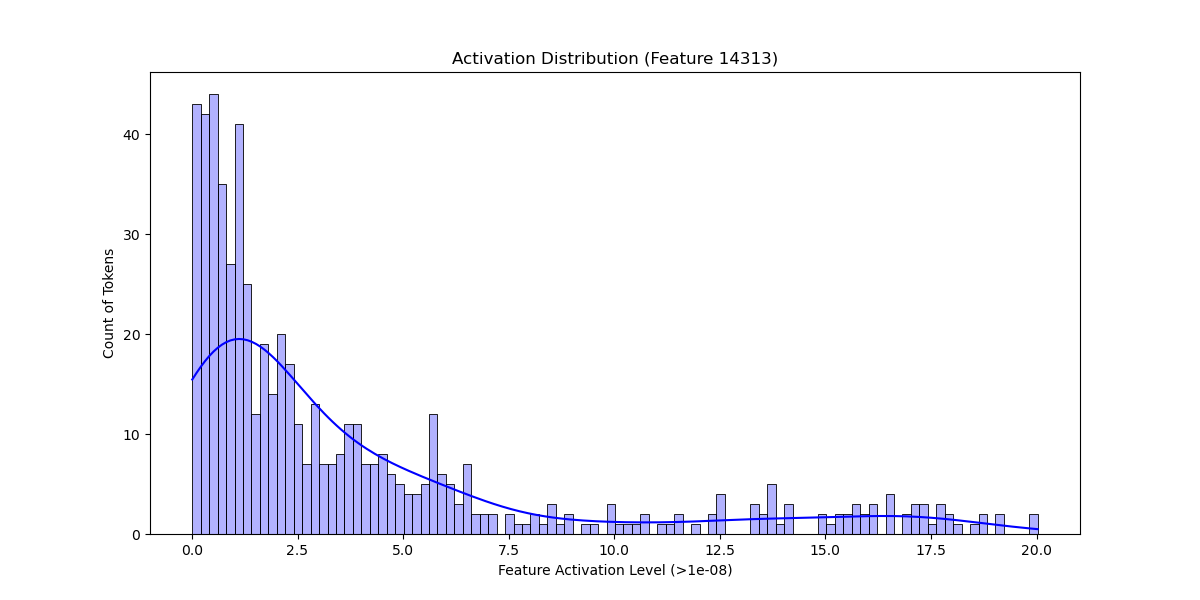 Activation Distribution (Feature 14313)
Count of Tokens
40
30
20
10
0
0.0 2.5 5.0 7.5 10.0 12.5 15.0 17.5 20.0
Feature Activation Level (>1e-08)